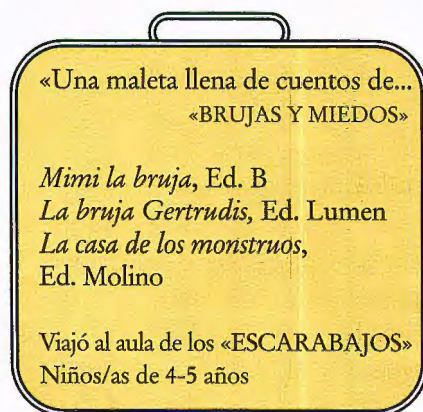 «Una maleta llena de cuentos de...
«BRUJAS Y MIEDOS»
Mimi la bruja, Ed. B
La bruja Gertrudis, Ed. Lumen
La casa de los monstruos,
Ed. Molino
Viajó al aula de los «ESCARABAJOS»
Niños/as de 4-5 años